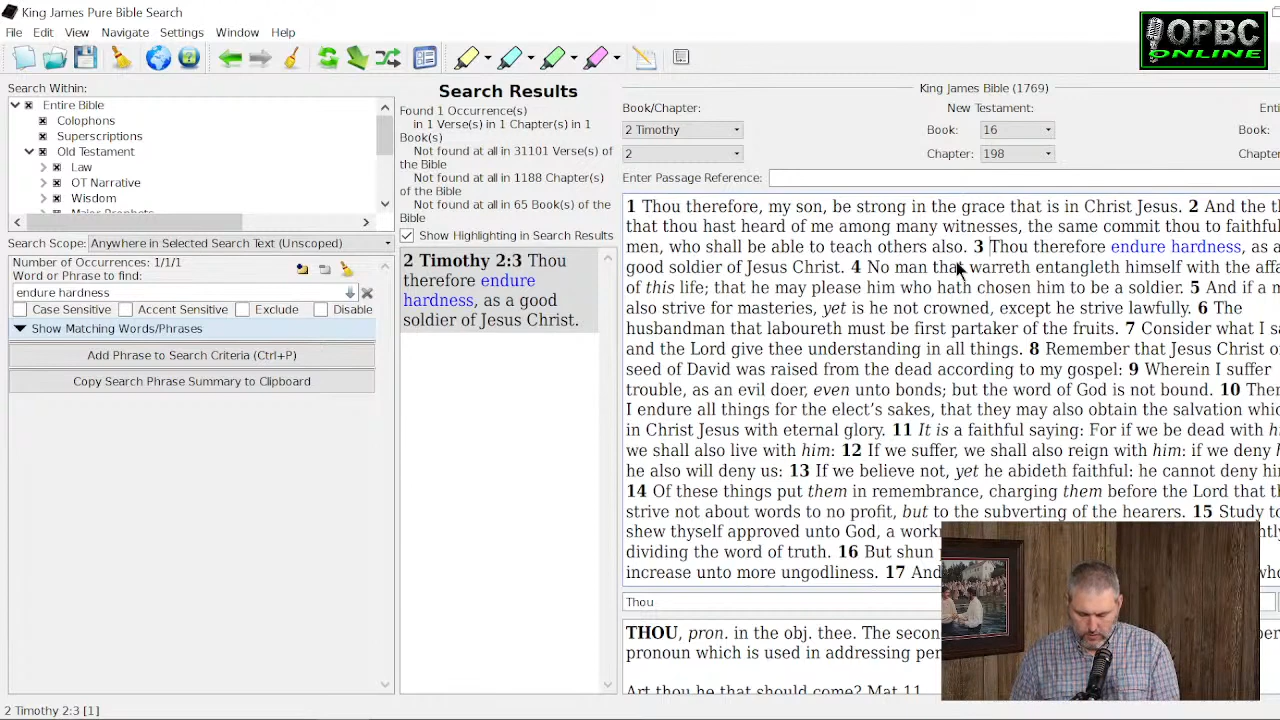 King James Pure Bible Search
File Edit View Navigate Settings Window Help
OPBC
ONLINE
Search Within:
Entire Bible
Colophons
Superscriptions
Old Testament
Law
OT Narrative
Wisdom
Major Prophets
Search Scope: Anywhere in Selected Search Text (Unscoped)
Number of Occurrences: 1/1/1
Word or Phrase to find:
endure hardness
Case Sensitive Accent Sensitive Exclude Disable
Show Matching Words/Phrases
Add Phrase to Search Criteria (Ctrl+P)
Copy Search Phrase Summary to Clipboard
Search Results
Found 1 Occurrence(s)
in 1 Verse(s) in 1 Chapter(s) in 1
Book(s)
Not found at all in 31101 Verse(s) of
the Bible
Not found at all in 1188 Chapter(s)
of the Bible
Not found at all in 65 Book(s) of the
Bible
Show Highlighting in Search Results
2 Timothy 2:3 Thou
therefore endure
hardness, as a good
soldier of Jesus Christ.
King James Bible (1769)
Book/Chapter: New Testament: Enti
2 Timothy Book: 16 Book:
2 Chapter: 198 Chapter
Enter Passage Reference:
1 Thou therefore, my son, be strong in the grace that is in Christ Jesus. 2 And the th
that thou hast heard of me among many witnesses, the same commit thou to faithful
men, who shall be able to teach others also. 3 Thou therefore endure hardness, as a
good soldier of Jesus Christ. 4 No man that warreth entangleth himself with the affa
of this life; that he may please him who hath chosen him to be a soldier. 5 And if a m
also strive for masteries, yet is he not crowned, except he strive lawfully. 6 The
husbandman that laboureth must be first partaker of the fruits. 7 Consider what I s
and the Lord give thee understanding in all things. 8 Remember that Jesus Christ o
seed of David was raised from the dead according to my gospel: 9 Wherein I suffer
trouble, as an evil doer, even unto bonds; but the word of God is not bound. 10 Ther
I endure all things for the elect’s sakes, that they may also obtain the salvation whic
in Christ Jesus with eternal glory. 11 It is a faithful saying: For if we be dead with hi
we shall also live with him: 12 If we suffer, we shall also reign with him: if we deny h
he also will deny us: 13 If we believe not, yet he abideth faithful: he cannot deny hi
14 Of these things put them in remembrance, charging them before the Lord that th
strive not about words to no profit, but to the subverting of the hearers. 15 Study to
shew thyself approved unto God, a workm
dividing the word of truth. 16 But shun
increase unto more ungodliness. 17 And
Thou
THOU, pron. in the obj. thee. The secon
pronoun which is used in addressing per
Art thou he that should come? Mat 11
2 Timothy 2:3 [1]